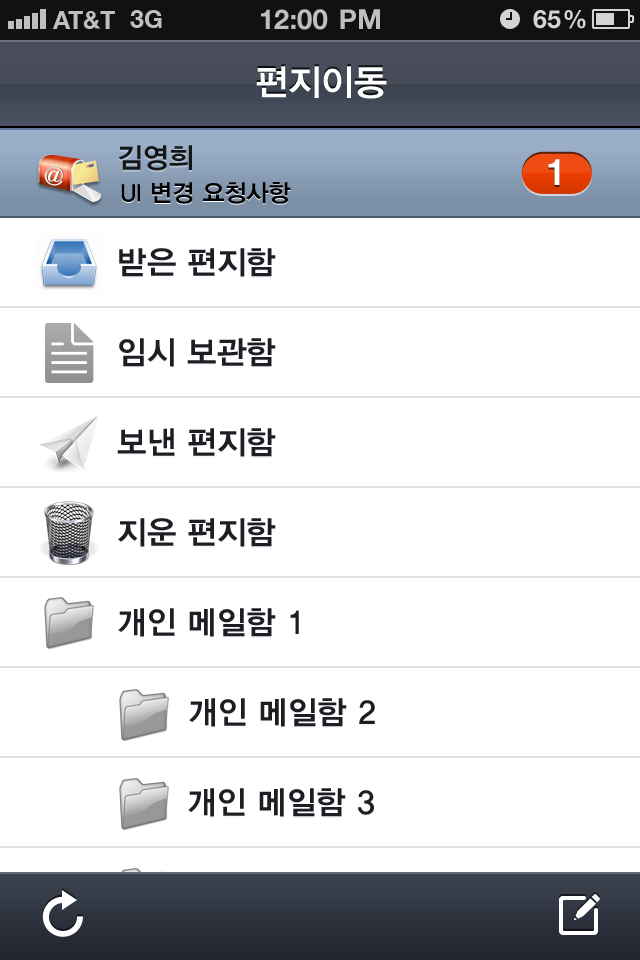 AT&T 3G 12:00 PM 65%
편지이동
김영희
UI 변경 요청사항
1
받은 편지함
임시 보관함
보낸 편지함
지운 편지함
개인 메일함 1
개인 메일함 2
개인 메일함 3